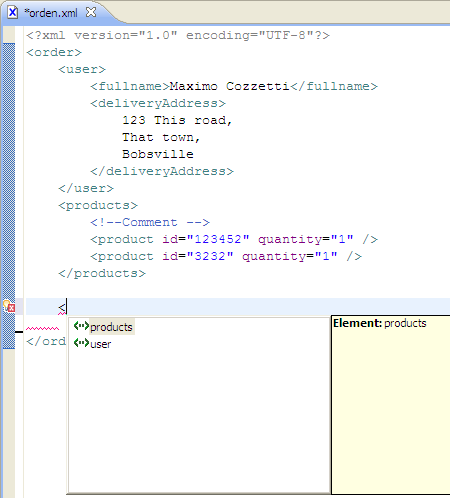 *orden.xml
<?xml version="1.0" encoding="UTF-8"?>
<order>
<user>
<fullname>Maximo Cozzetti</fullname>
<deliveryAddress>
123 This road,
That town,
Bobsville
</deliveryAddress>
</user>
<products>
<!--Comment -->
<product id="123452" quantity="1" />
<product id="3232" quantity="1" />
</products>
<
products Element: products
user
</ord